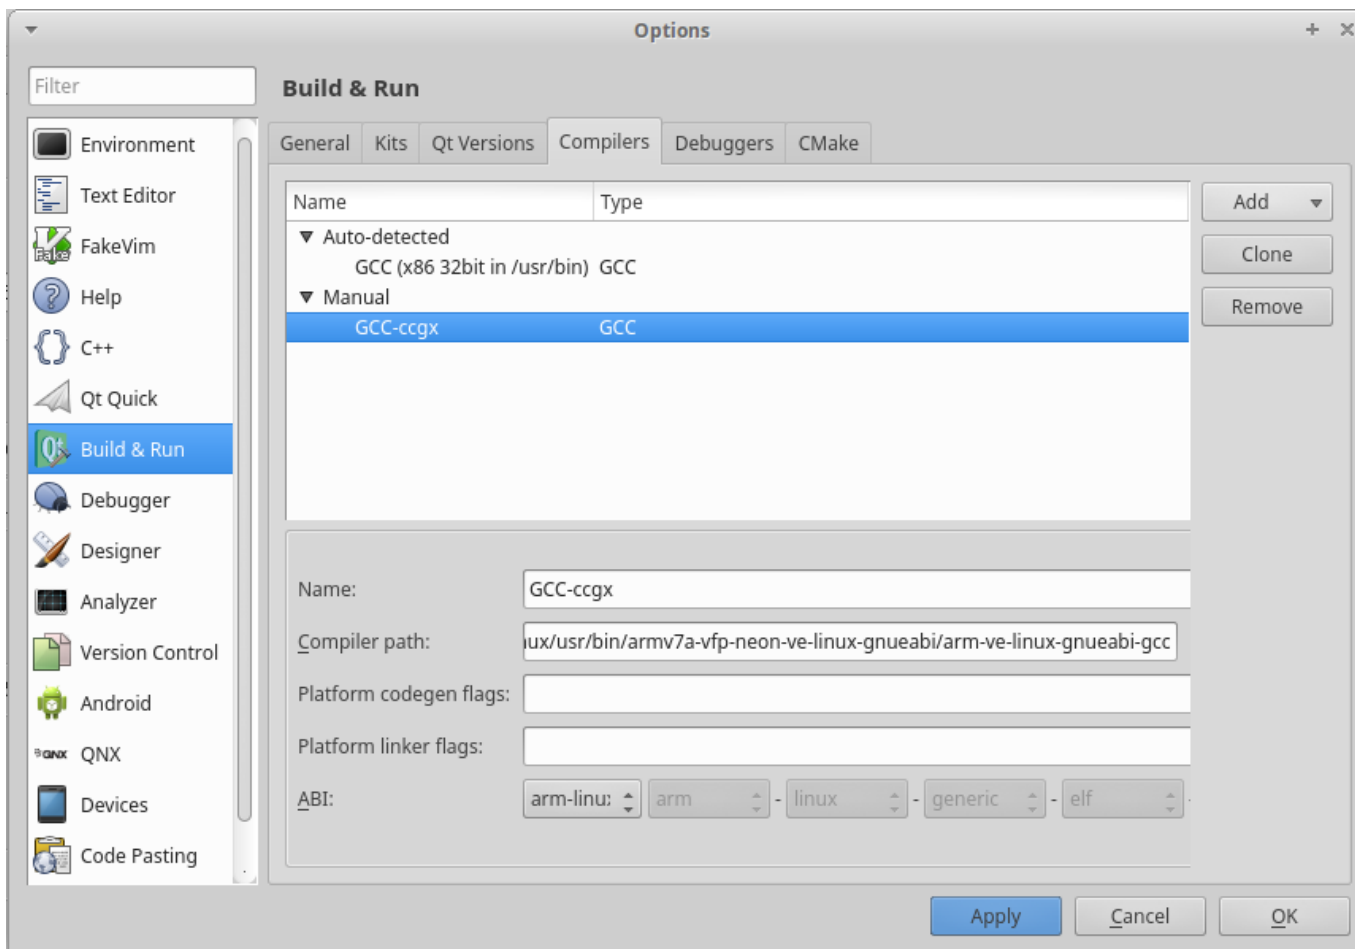 Options
Filter
Build & Run
Environment
Text Editor
FakeVim
Help
C++
Qt Quick
Build & Run
Debugger
Designer
Analyzer
Version Control
Android
QNX
Devices
Code Pasting
General Kits Qt Versions Compilers Debuggers CMake
Name Type
Auto-detected
GCC (x86 32bit in /usr/bin) GCC
Manual
GCC-ccgx GCC
Add
Clone
Remove
Name: GCC-ccgx
Compiler path: ux/usr/bin/armv7a-vfp-neon-ve-linux-gnueabi/arm-ve-linux-gnueabi-gcc
Platform codegen flags:
Platform linker flags:
ABI: arm-linu: arm - linux - generic - elf -
Apply Cancel OK